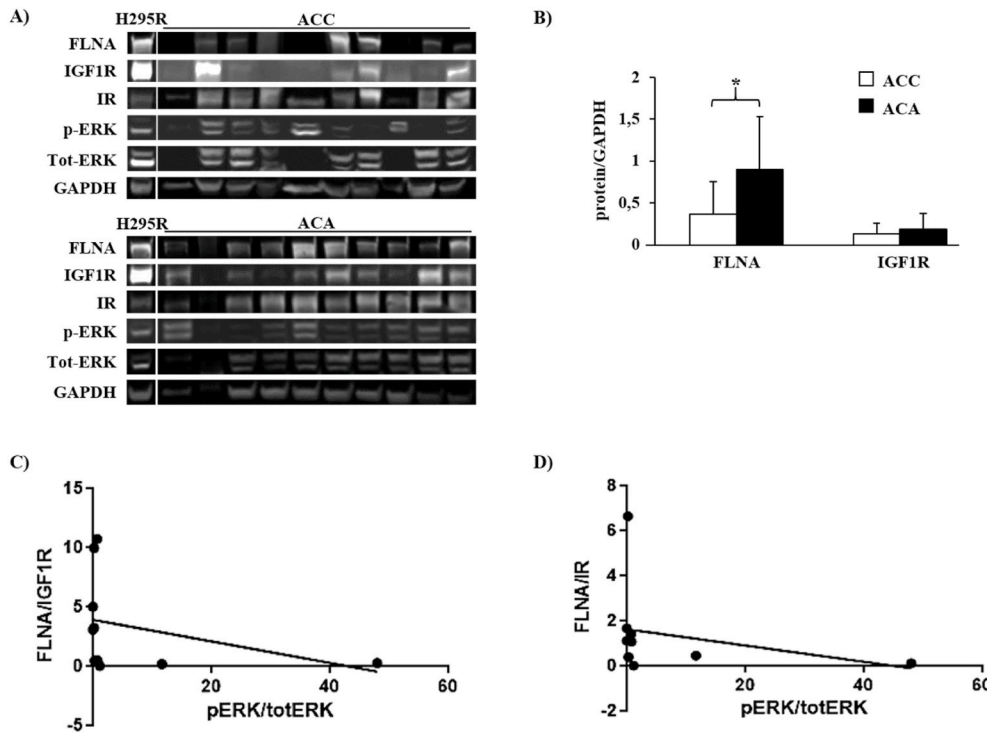 A)
H295R ACC
FLNA
IGF1R
IR
p-ERK
Tot-ERK
GAPDH
H295R ACA
FLNA
IGF1R
IR
p-ERK
Tot-ERK
GAPDH
B)
protein/GAPDH
2
1,5
1
0,5
0
*
ACC
ACA
FLNA IGF1R
C)
FLNA/IGF1R
15
10
5
0
-5
20 40 60
pERK/totERK
D)
FLNA/IR
8
6
4
2
0
-2
20 40 60
pERK/totERK